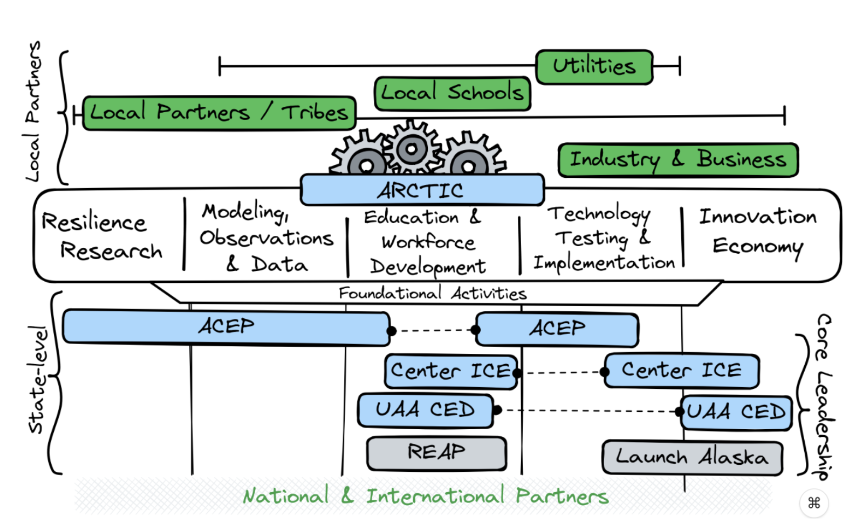 Local Partners
Utilities
Local Schools
Local Partners / Tribes
Industry & Business
ARCTIC
Resilience
Research
Modeling,
Observations
& Data
Education &
Workforce
Development
Technology
Testing &
Implementation
Innovation
Economy
Foundational Activities
State-level
ACEP
ACEP
Center ICE
Center ICE
UAA CED
UAA CED
REAP
Launch Alaska
Core Leadership
National & International Partners
⌘